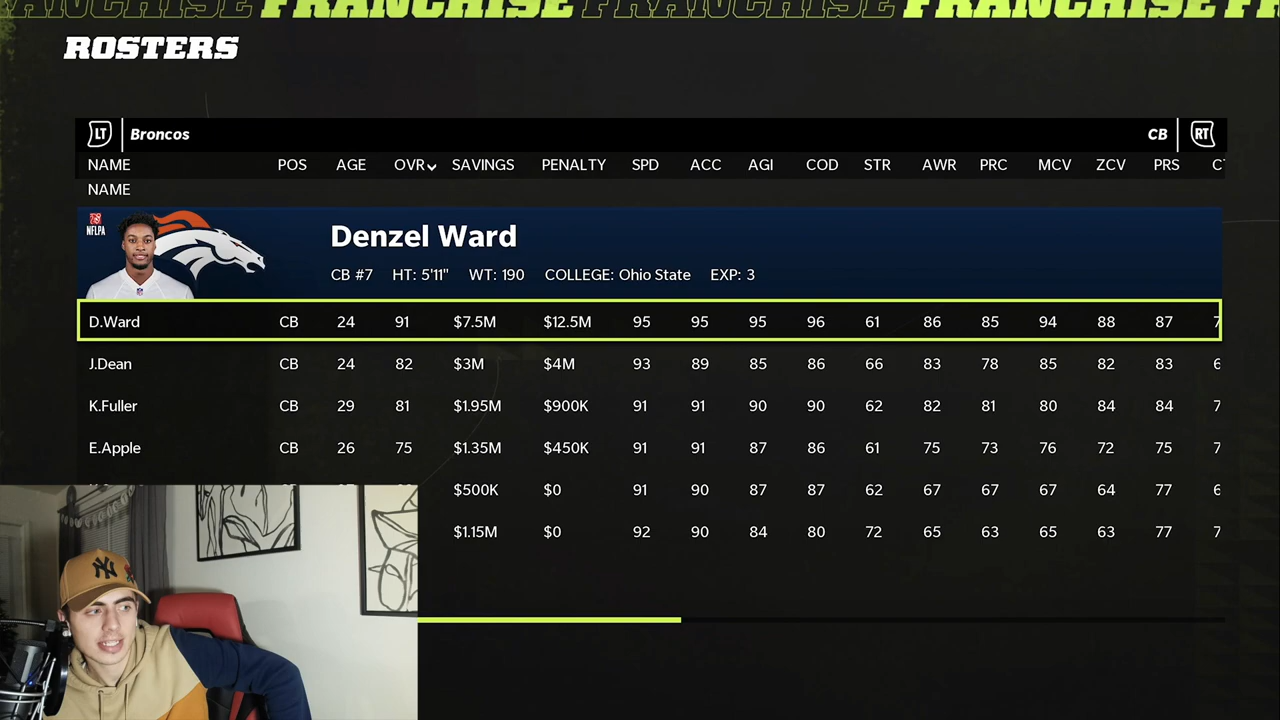 FRANCHISE FRANCHISE FRANCHISE FRANCHISE
ROSTERS
LT Broncos CB RT
NAME POS AGE OVR SAVINGS PENALTY SPD ACC AGI COD STR AWR PRC MCV ZCV PRS
NAME
NFLPA
Denzel Ward
CB #7 HT: 5'11" WT: 190 COLLEGE: Ohio State EXP: 3
D.Ward CB 24 91 $7.5M $12.5M 95 95 95 96 61 86 85 94 88 87 7
J.Dean CB 24 82 $3M $4M 93 89 85 86 66 83 78 85 82 83 6
K.Fuller CB 29 81 $1.95M $900K 91 91 90 90 62 82 81 80 84 84 7
E.Apple CB 26 75 $1.35M $450K 91 91 87 86 61 75 73 76 72 75 7
$500K $0 91 90 87 87 62 67 67 67 64 77 6
$1.15M $0 92 90 84 80 72 65 63 65 63 77 7
NY